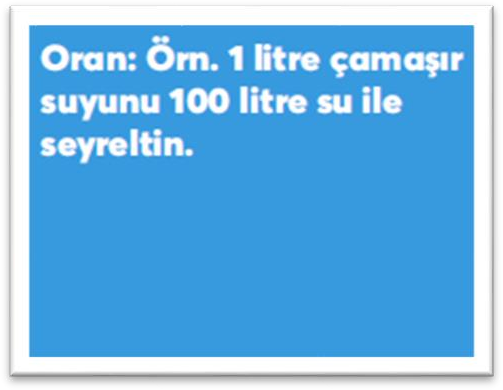 Oran: Örn. 1 litre çamaşır
suyunu 100 litre su ile
seyreltin.